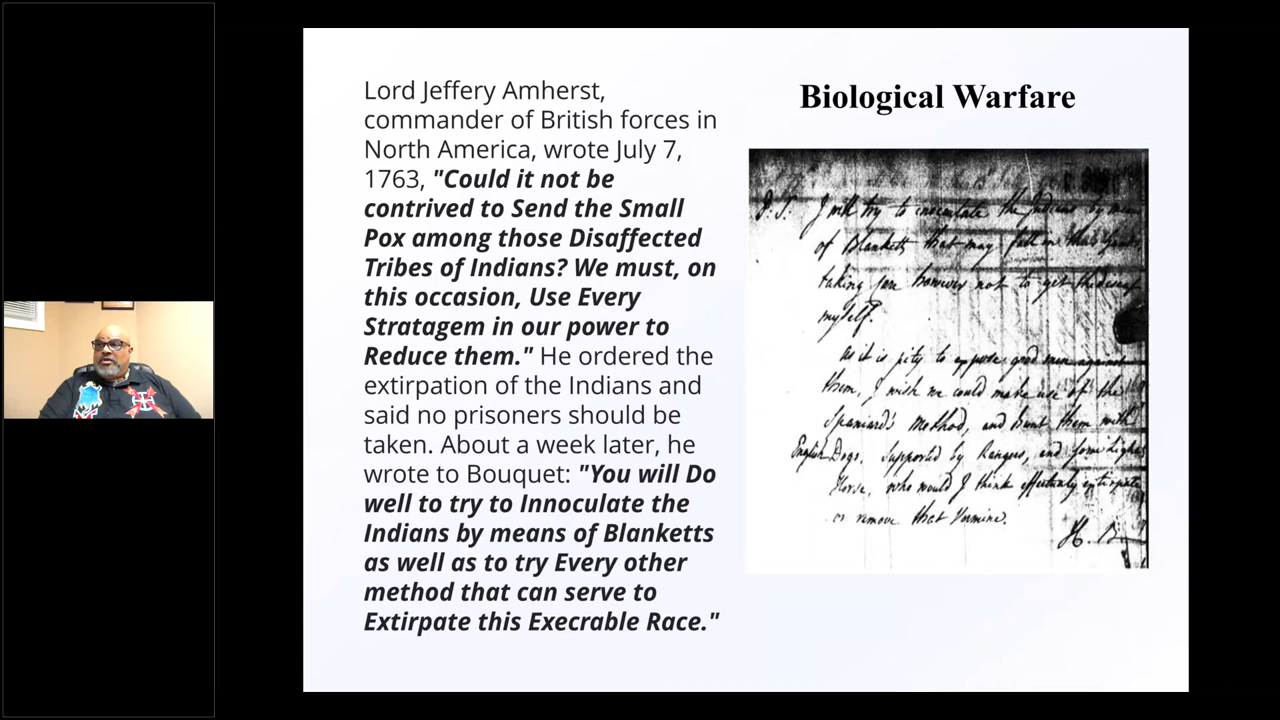 Lord Jeffery Amherst,
commander of British forces in
North America, wrote July 7,
1763, "Could it not be
contrived to Send the Small
Pox among those Disaffected
Tribes of Indians? We must, on
this occasion, Use Every
Stratagem in our power to
Reduce them." He ordered the
extirpation of the Indians and
said no prisoners should be
taken. About a week later, he
wrote to Bouquet: "You will Do
well to try to Innoculate the
Indians by means of Blanketts
as well as to try Every other
method that can serve to
Extirpate this Execrable Race."
Biological Warfare
P.S. I will try to inocculate the
of Blankets that may fall in their
taking care however not to get the disease
myself.
As it is pity to oppose good men against
them, I wish we could make use of the
Spaniard's Method, and hunt them with
English Dogs, Supported by Rangers, and some light
Horse, who would I think effectually extirpate
or remove that Vermine.
H. B.